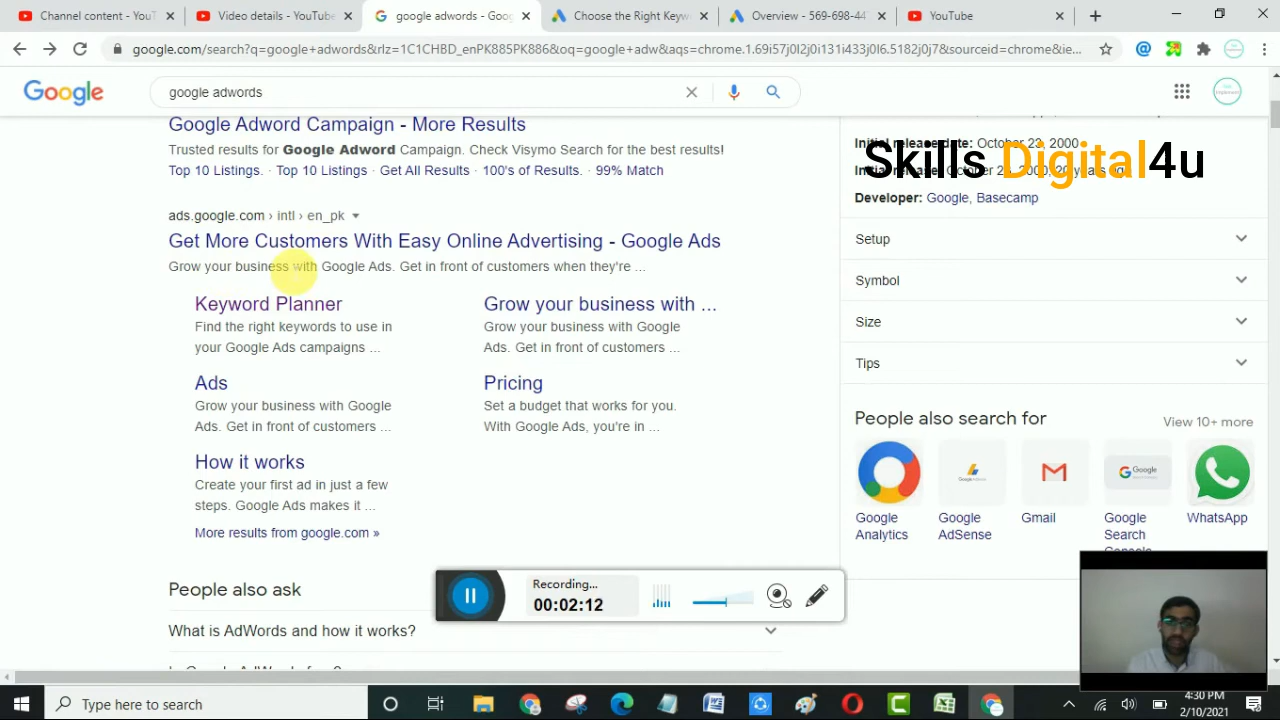 Channel content - YouT
Video details - YouTube
google adwords - Goog
Choose the Right Keyw
Overview - 569-698-44
YouTube
google.com/search?q=google+adwords&rlz=1C1CHBD_enPK885PK886&oq=google+adw&aqs=chrome.1.69i57j0l2j0i131i433j0l6.5182j0j7&sourceid=chrome&ie...
Google
google adwords
Google Adword Campaign - More Results
Trusted results for Google Adword Campaign. Check Visymo Search for the best results!
Top 10 Listings. · Top 10 Listings · Get All Results · 100's of Results. · 99% Match
ads.google.com › intl › en_pk
Get More Customers With Easy Online Advertising - Google Ads
Grow your business with Google Ads. Get in front of customers when they're ...
Keyword Planner
Find the right keywords to use in
your Google Ads campaigns ...
Grow your business with ...
Grow your business with Google
Ads. Get in front of customers ...
Ads
Grow your business with Google
Ads. Get in front of customers ...
Pricing
Set a budget that works for you.
With Google Ads, you're in ...
How it works
Create your first ad in just a few
steps. Google Ads makes it ...
More results from google.com »
People also ask
What is AdWords and how it works?
Initial release date: October 23, 2000
Skills Digital4u
Developer: Google, Basecamp
Setup
Symbol
Size
Tips
People also search for
View 10+ more
Google
Analytics
Google
AdSense
Gmail
Google
Search
Console
WhatsApp
Recording...
00:02:12
Type here to search
4:30 PM
2/10/2021